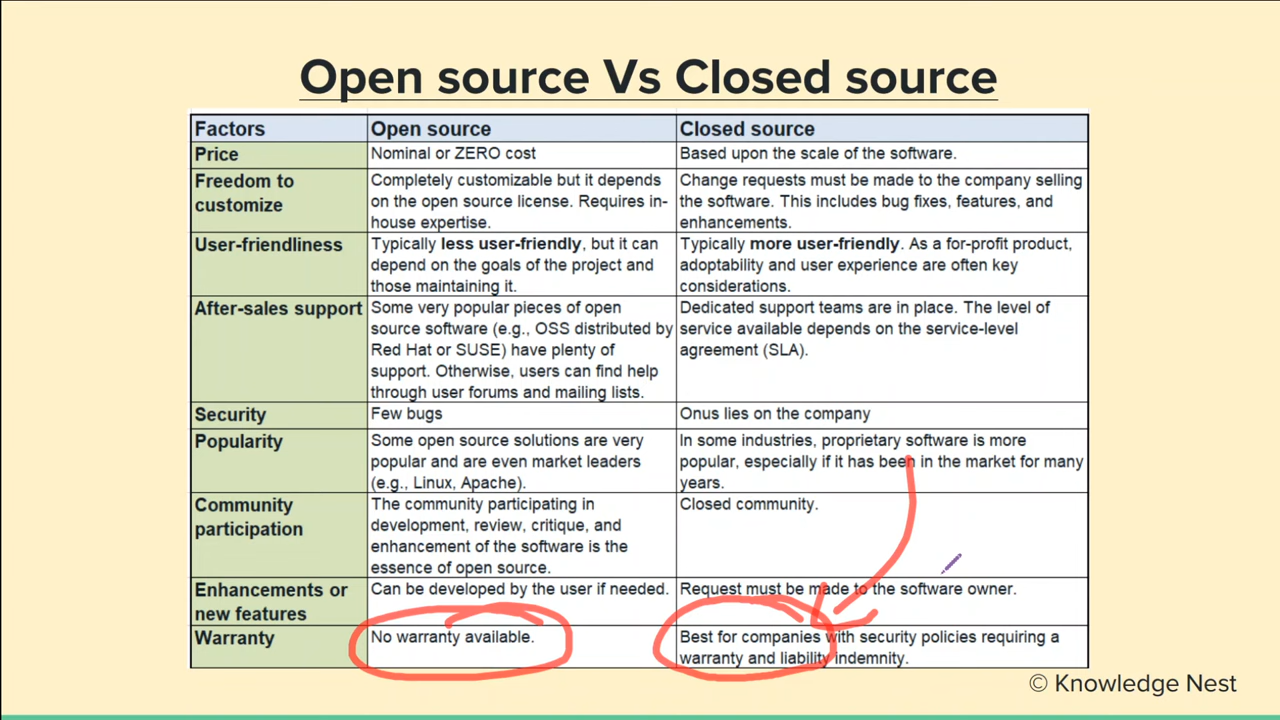 Open source Vs Closed source
Factors Open source Closed source
Price Nominal or ZERO cost Based upon the scale of the software.
Freedom to
customize
Completely customizable but it depends
on the open source license. Requires in-
house expertise.
Change requests must be made to the company selling
the software. This includes bug fixes, features, and
enhancements.
User-friendliness
Typically less user-friendly, but it can
depend on the goals of the project and
those maintaining it.
Typically more user-friendly. As a for-profit product,
adoptability and user experience are often key
considerations.
After-sales support
Some very popular pieces of open
source software (e.g., OSS distributed by
Red Hat or SUSE) have plenty of
support. Otherwise, users can find help
through user forums and mailing lists.
Dedicated support teams are in place. The level of
service available depends on the service-level
agreement (SLA).
Security Few bugs Onus lies on the company
Popularity
Some open source solutions are very
popular and are even market leaders
(e.g., Linux, Apache).
In some industries, proprietary software is more
popular, especially if it has been in the market for many
years.
Community
participation
The community participating in
development, review, critique, and
enhancement of the software is the
essence of open source.
Closed community.
Enhancements or
new features
Can be developed by the user if needed.
Request must be made to the software owner.
Warranty
No warranty available.
Best for companies with security policies requiring a
warranty and liability indemnity.
© Knowledge Nest